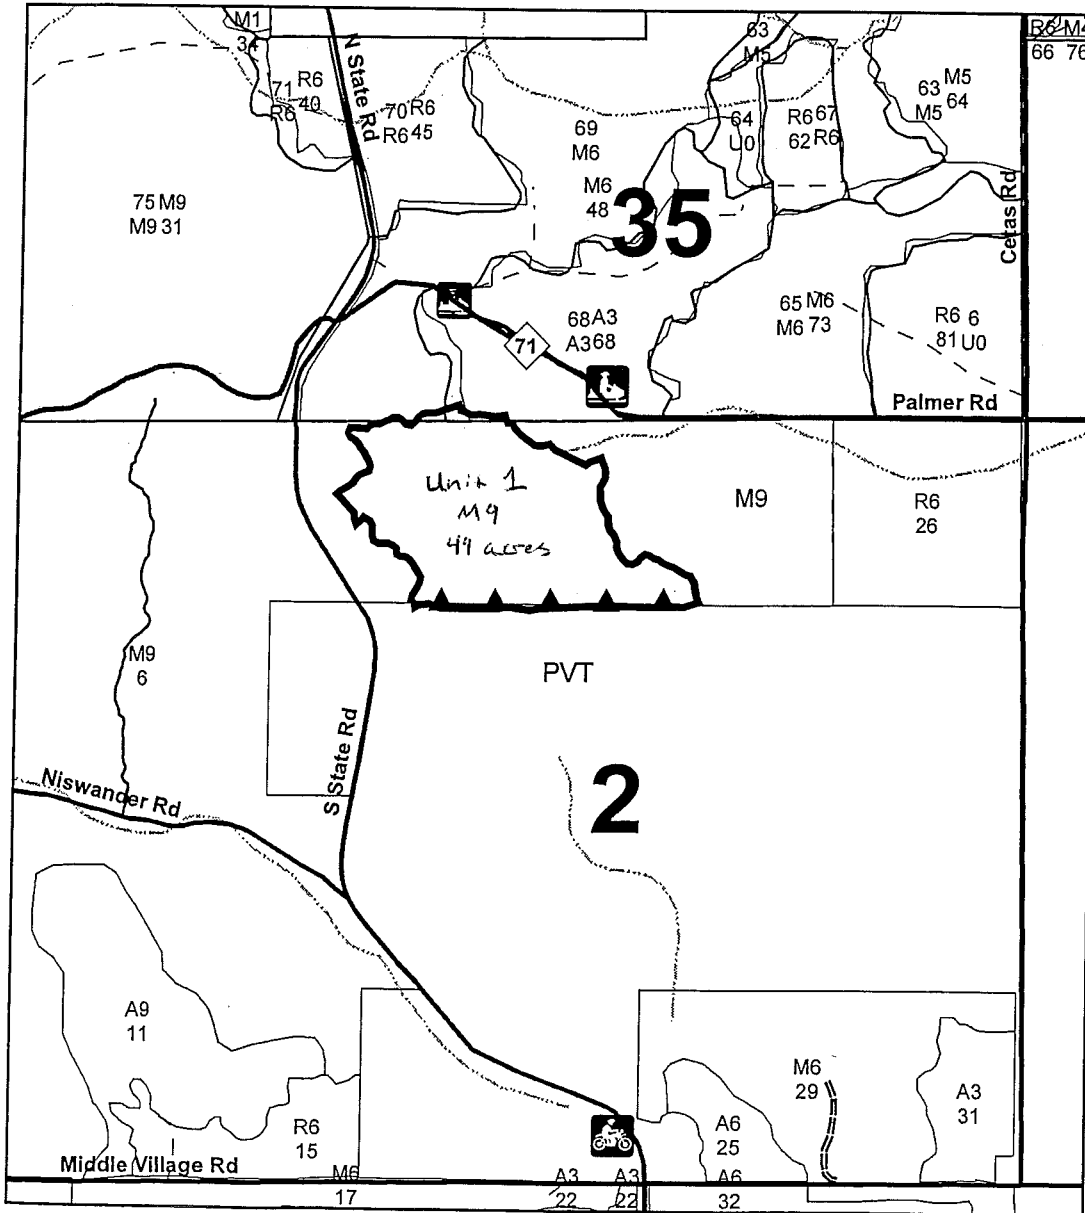 M1
34
R6 M4
66 76
N State Rd
71 R6
R6 40
70 R6
R6 45
69
M6
M6
48
35
63
M5
64
U0
R6 67
62 R6
63 M5
M5 64
75 M9
M9 31
Cetas Rd
68 A3
A3 68
71
65 M6
M6 73
R6 6
81 U0
Palmer Rd
Unit 1
M9
49 acres
M9
R6
26
M9
6
PVT
S State Rd
2
Niswander Rd
A9
11
R6
15
M6
29
A6
25
A3
31
Middle Village Rd
M6
17
A3
22
A3
22
A6
32